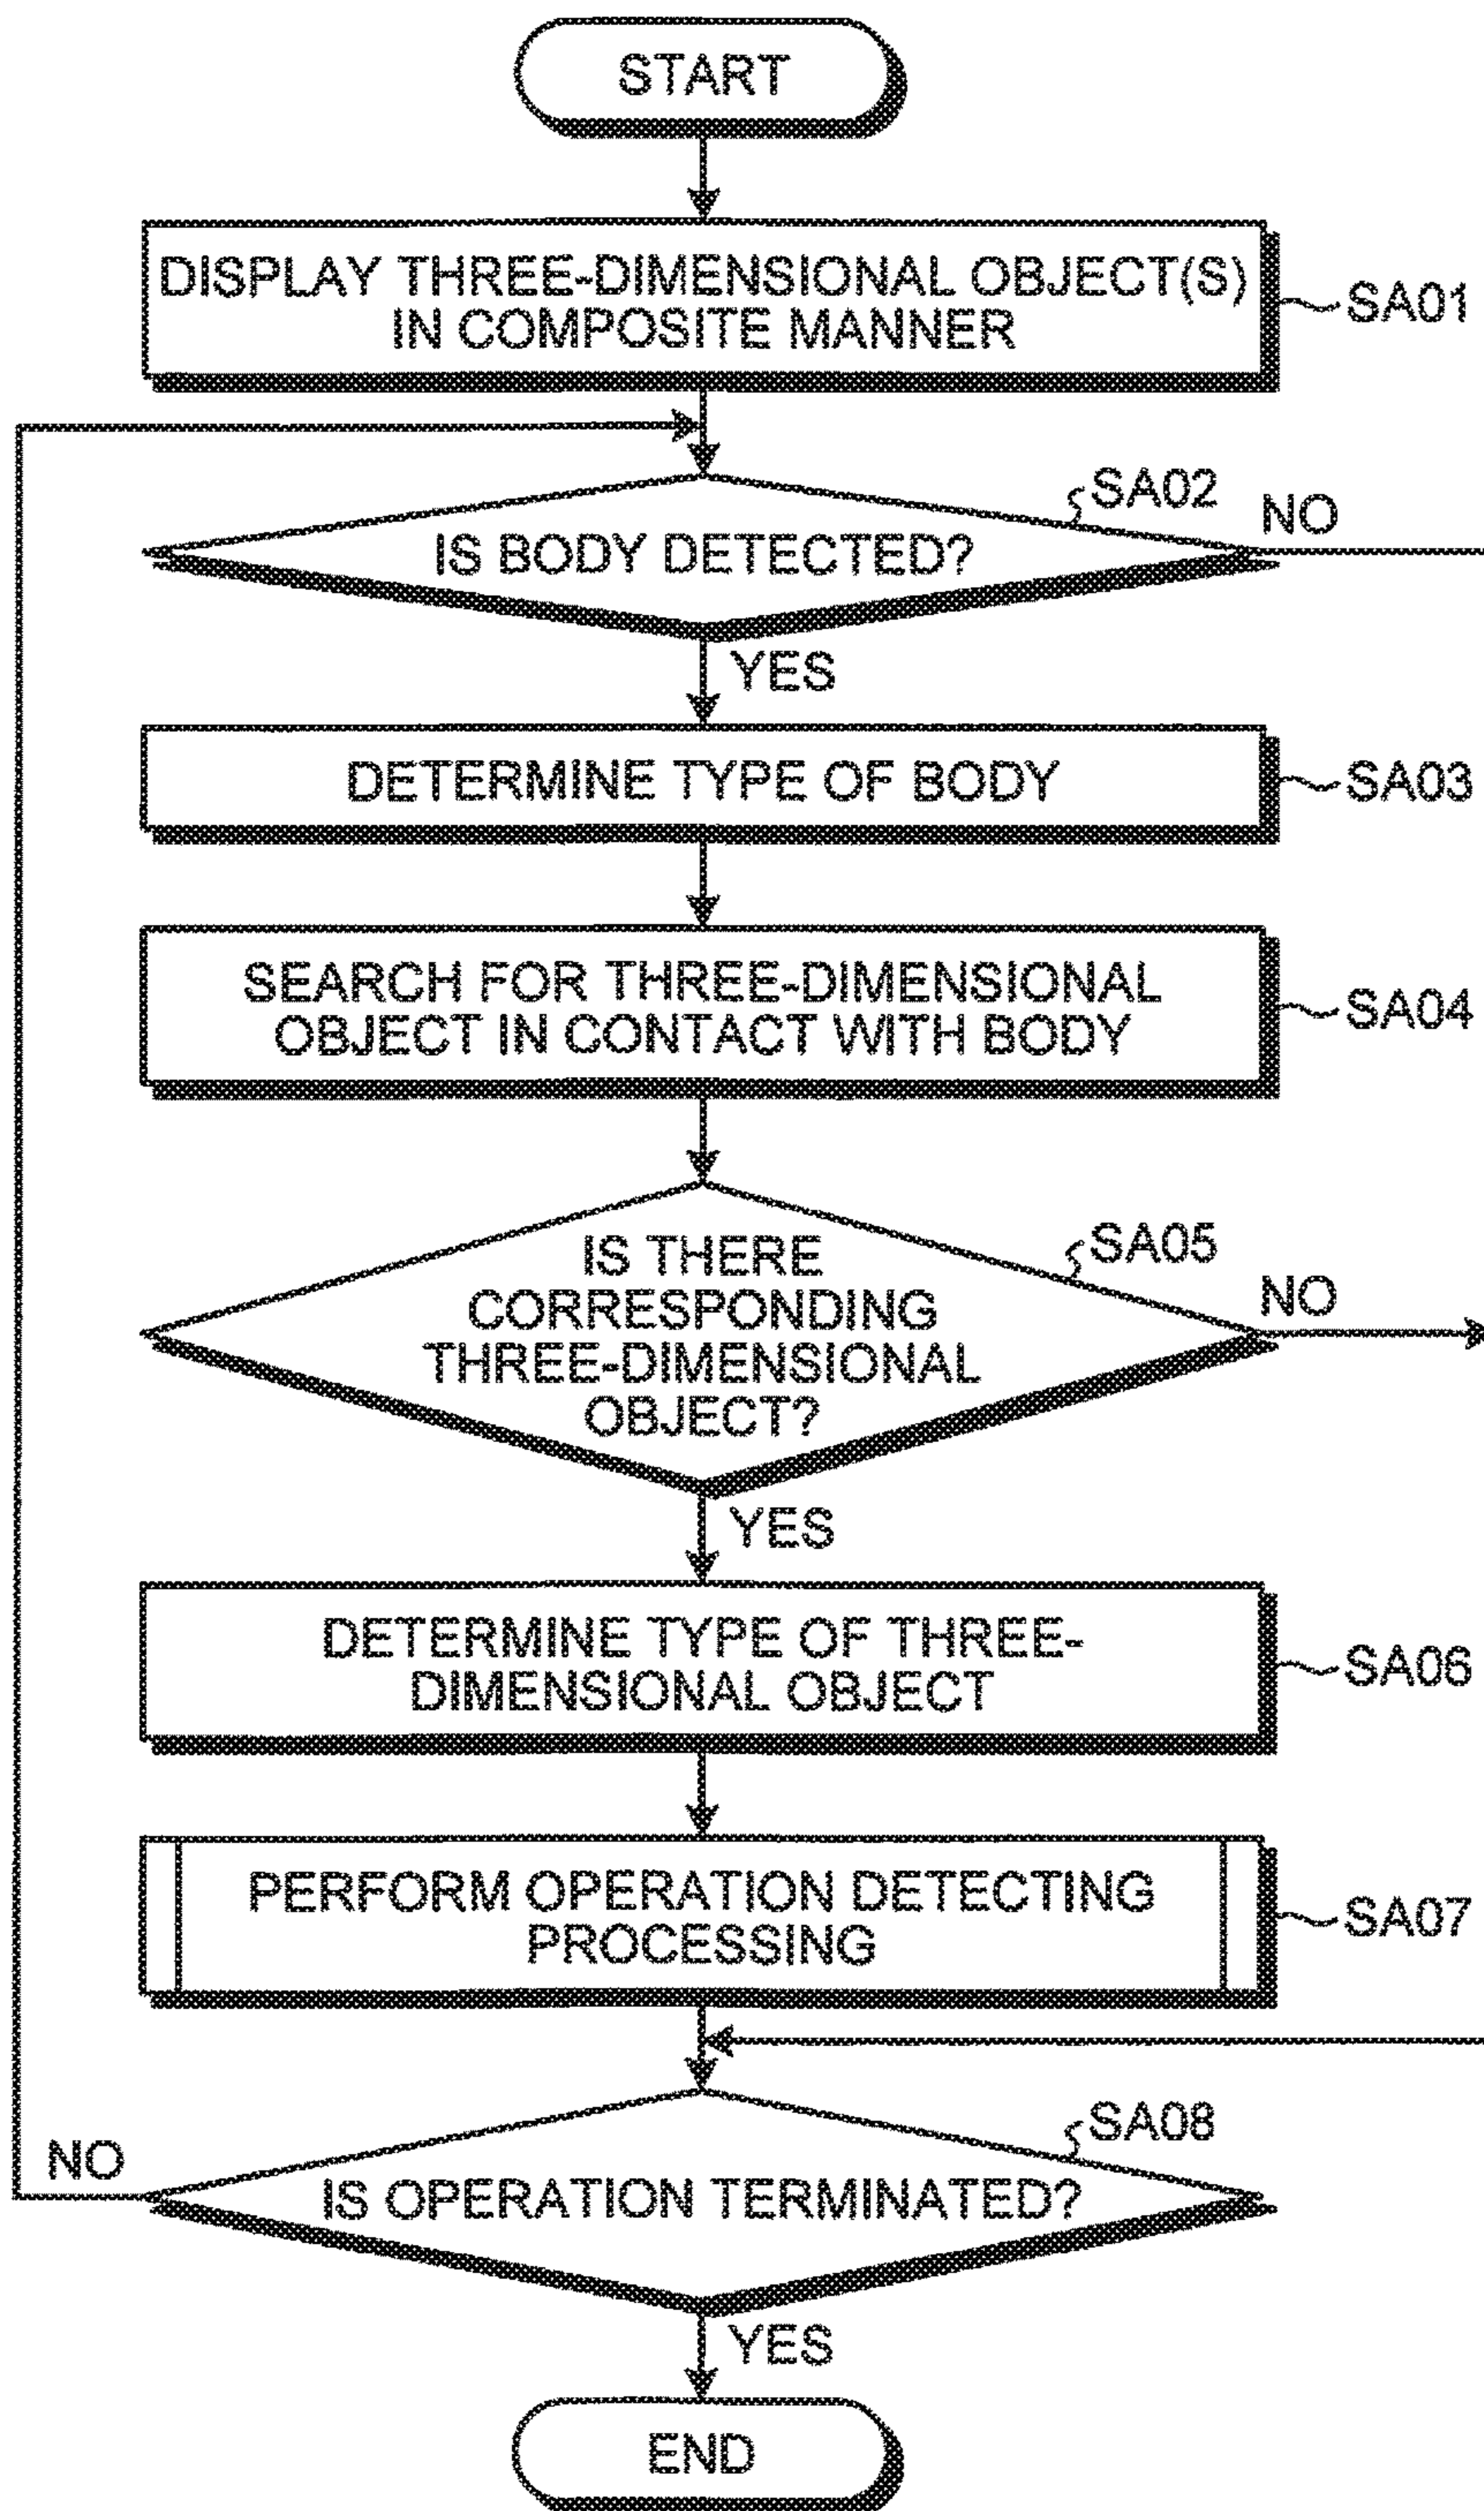 START
DISPLAY THREE-DIMENSIONAL OBJECT(S)
IN COMPOSITE MANNER
SA01
SA02
NO
IS BODY DETECTED?
YES
DETERMINE TYPE OF BODY
SA03
SEARCH FOR THREE-DIMENSIONAL
OBJECT IN CONTACT WITH BODY
SA04
SA05
NO
IS THERE
CORRESPONDING
THREE-DIMENSIONAL
OBJECT?
YES
DETERMINE TYPE OF THREE-
DIMENSIONAL OBJECT
SA06
PERFORM OPERATION DETECTING
PROCESSING
SA07
SA08
NO
IS OPERATION TERMINATED?
YES
END